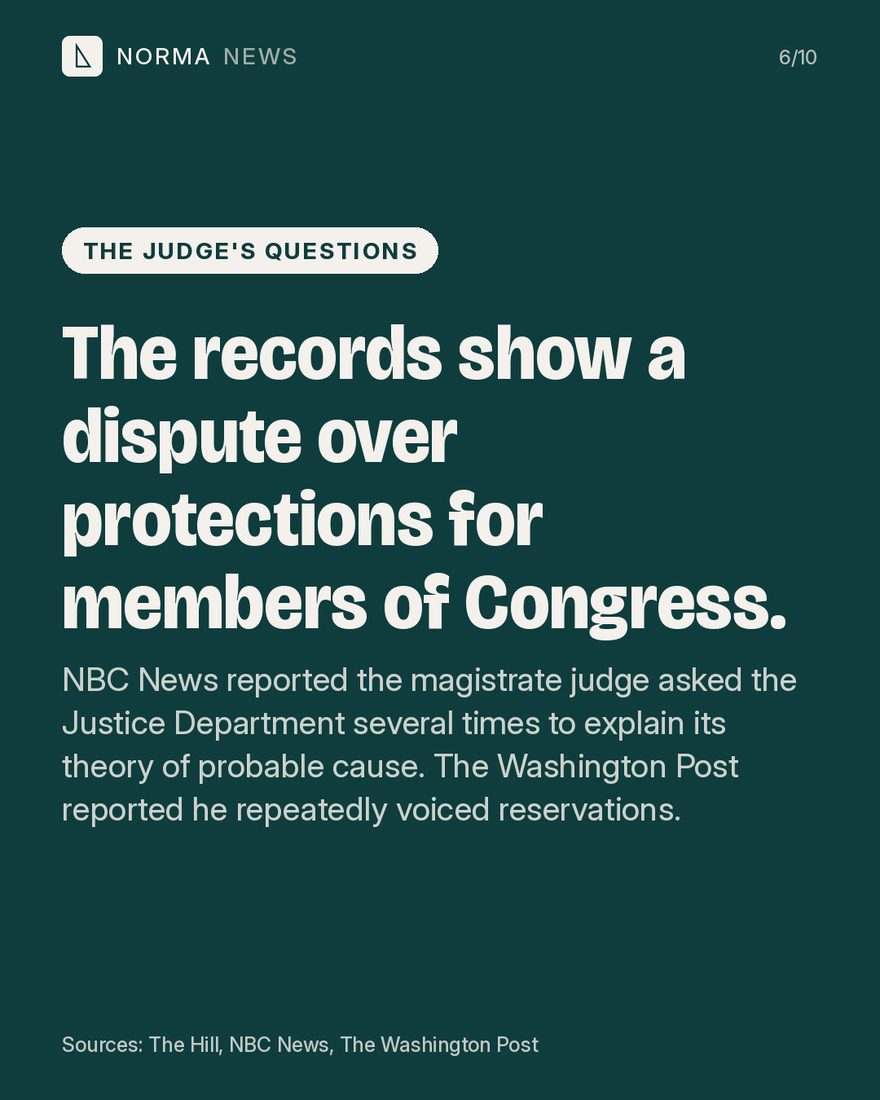 NORMA NEWS
6/10
THE JUDGE'S QUESTIONS
The records show a
dispute over
protections for
members of Congress.
NBC News reported the magistrate judge asked the
Justice Department several times to explain its
theory of probable cause. The Washington Post
reported he repeatedly voiced reservations.
Sources: The Hill, NBC News, The Washington Post